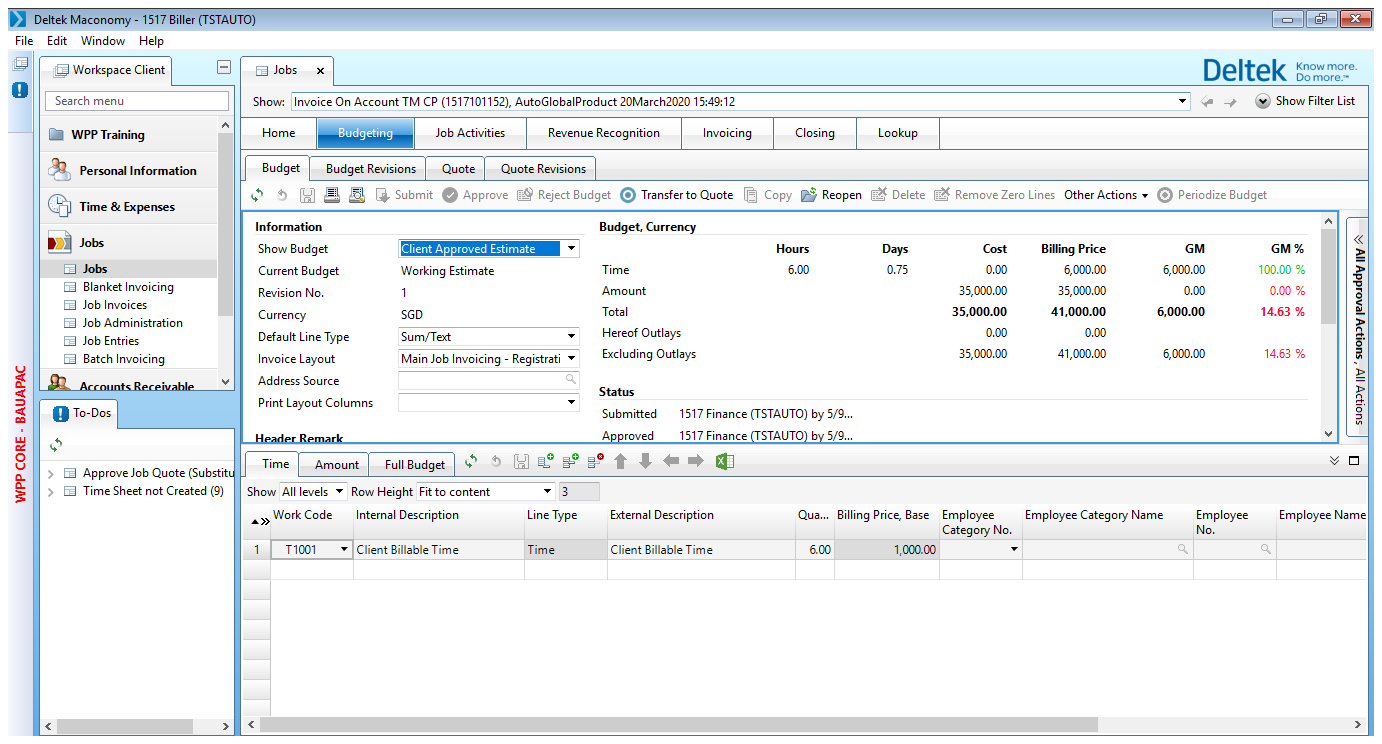 Deltek Maconomy - 1517 Biller (TSTAUTO)
File Edit Window Help
Workspace Client
Search menu
WPP Training
Personal Information
Time & Expenses
Jobs
Jobs
Blanket Invoicing
Job Invoices
Job Administration
Job Entries
Batch Invoicing
Accounts Receivable
WPP CORE - BAUAPAC
To-Dos
Approve Job Quote (Substitu
Time Sheet not Created (9)
Jobs
Deltek Know more.
Do more.™
Show: Invoice On Account TM CP (1517101152), AutoGlobalProduct 20March2020 15:49:12 Show Filter List
Home Budgeting Job Activities Revenue Recognition Invoicing Closing Lookup
Budget Budget Revisions Quote Quote Revisions
Submit Approve Reject Budget Transfer to Quote Copy Reopen Delete Remove Zero Lines Other Actions Periodize Budget
Information
Show Budget Client Approved Estimate
Current Budget Working Estimate
Revision No. 1
Currency SGD
Default Line Type Sum/Text
Invoice Layout Main Job Invoicing - Registrati
Address Source
Print Layout Columns
Header Remark
Budget, Currency
Hours Days Cost Billing Price GM GM %
Time 6.00 0.75 0.00 6,000.00 6,000.00 100.00 %
Amount 35,000.00 35,000.00 0.00 0.00 %
Total 35,000.00 41,000.00 6,000.00 14.63 %
Hereof Outlays 0.00 0.00
Excluding Outlays 35,000.00 41,000.00 6,000.00 14.63 %
Status
Submitted 1517 Finance (TSTAUTO) by 5/9...
Approved 1517 Finance (TSTAUTO) by 5/9...
All Approval Actions , All Actions
Time Amount Full Budget
Show All levels Row Height Fit to content 3
Work Code Internal Description Line Type External Description Qua... Billing Price, Base Employee Category No. Employee Category Name Employee No. Employee Name
1 T1001 Client Billable Time Time Client Billable Time 6.00 1,000.00